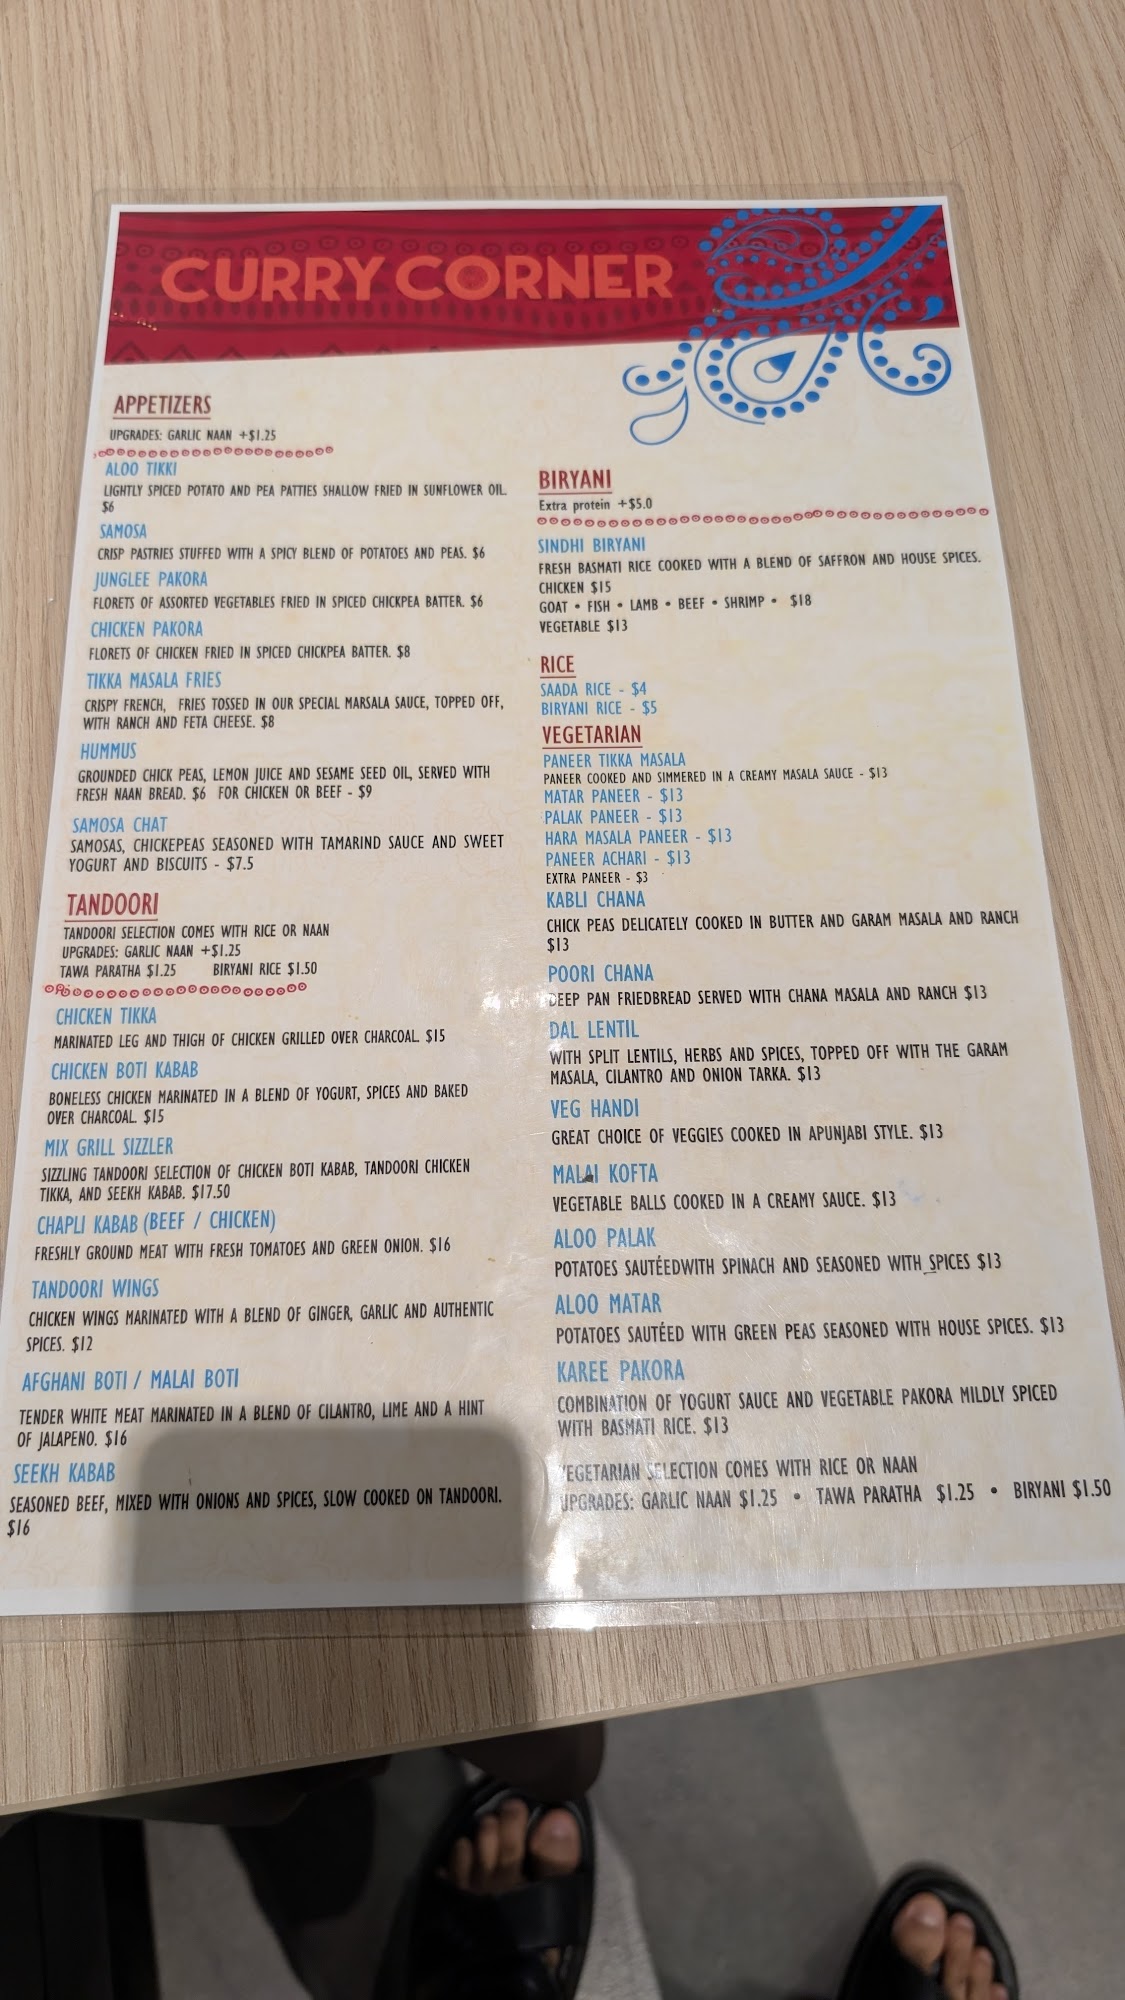 CURRY CORNER
APPETIZERS
UPGRADES: GARLIC NAAN +$1.25
ALOO TIKKI
LIGHTLY SPICED POTATO AND PEA PATTIES SHALLOW FRIED IN SUNFLOWER OIL.
$6
SAMOSA
CRISP PASTRIES STUFFED WITH A SPICY BLEND OF POTATOES AND PEAS. $6
JUNGLEE PAKORA
FLORETS OF ASSORTED VEGETABLES FRIED IN SPICED CHICKPEA BATTER. $6
CHICKEN PAKORA
FLORETS OF CHICKEN FRIED IN SPICED CHICKPEA BATTER. $8
TIKKA MASALA FRIES
CRISPY FRENCH, FRIES TOSSED IN OUR SPECIAL MARSALA SAUCE, TOPPED OFF,
WITH RANCH AND FETA CHEESE. $8
HUMMUS
GROUNDED CHICK PEAS, LEMON JUICE AND SESAME SEED OIL, SERVED WITH
FRESH NAAN BREAD. $6 FOR CHICKEN OR BEEF - $9
SAMOSA CHAT
SAMOSAS, CHICKEPEAS SEASONED WITH TAMARIND SAUCE AND SWEET
YOGURT AND BISCUITS - $7.5
TANDOORI
TANDOORI SELECTION COMES WITH RICE OR NAAN
UPGRADES: GARLIC NAAN +$1.25
TAWA PARATHA $1.25 BIRYANI RICE $1.50
CHICKEN TIKKA
MARINATED LEG AND THIGH OF CHICKEN GRILLED OVER CHARCOAL. $15
CHICKEN BOTI KABAB
BONELESS CHICKEN MARINATED IN A BLEND OF YOGURT, SPICES AND BAKED
OVER CHARCOAL. $15
MIX GRILL SIZZLER
SIZZLING TANDOORI SELECTION OF CHICKEN BOTI KABAB, TANDOORI CHICKEN
TIKKA, AND SEEKH KABAB. $17.50
CHAPLI KABAB (BEEF / CHICKEN)
FRESHLY GROUND MEAT WITH FRESH TOMATOES AND GREEN ONION. $16
TANDOORI WINGS
CHICKEN WINGS MARINATED WITH A BLEND OF GINGER, GARLIC AND AUTHENTIC
SPICES. $12
AFGHANI BOTI / MALAI BOTI
TENDER WHITE MEAT MARINATED IN A BLEND OF CILANTRO, LIME AND A HINT
OF JALAPENO. $16
SEEKH KABAB
SEASONED BEEF, MIXED WITH ONIONS AND SPICES, SLOW COOKED ON TANDOORI.
$16
BIRYANI
Extra protein +$5.0
SINDHI BIRYANI
FRESH BASMATI RICE COOKED WITH A BLEND OF SAFFRON AND HOUSE SPICES.
CHICKEN $15
GOAT • FISH • LAMB • BEEF • SHRIMP • $18
VEGETABLE $13
RICE
SAADA RICE - $4
BIRYANI RICE - $5
VEGETARIAN
PANEER TIKKA MASALA
PANEER COOKED AND SIMMERED IN A CREAMY MASALA SAUCE - $13
MATAR PANEER - $13
PALAK PANEER - $13
HARA MASALA PANEER - $13
PANEER ACHARI - $13
EXTRA PANEER - $3
KABLI CHANA
CHICK PEAS DELICATELY COOKED IN BUTTER AND GARAM MASALA AND RANCH
$13
POORI CHANA
DEEP PAN FRIEDBREAD SERVED WITH CHANA MASALA AND RANCH $13
DAL LENTIL
WITH SPLIT LENTILS, HERBS AND SPICES, TOPPED OFF WITH THE GARAM
MASALA, CILANTRO AND ONION TARKA. $13
VEG HANDI
GREAT CHOICE OF VEGGIES COOKED IN APUNJABI STYLE. $13
MALAI KOFTA
VEGETABLE BALLS COOKED IN A CREAMY SAUCE. $13
ALOO PALAK
POTATOES SAUTÉEDWITH SPINACH AND SEASONED WITH SPICES $13
ALOO MATAR
POTATOES SAUTÉED WITH GREEN PEAS SEASONED WITH HOUSE SPICES. $13
KAREE PAKORA
COMBINATION OF YOGURT SAUCE AND VEGETABLE PAKORA MILDLY SPICED
WITH BASMATI RICE. $13
VEGETARIAN SELECTION COMES WITH RICE OR NAAN
UPGRADES: GARLIC NAAN $1.25 • TAWA PARATHA $1.25 • BIRYANI $1.50